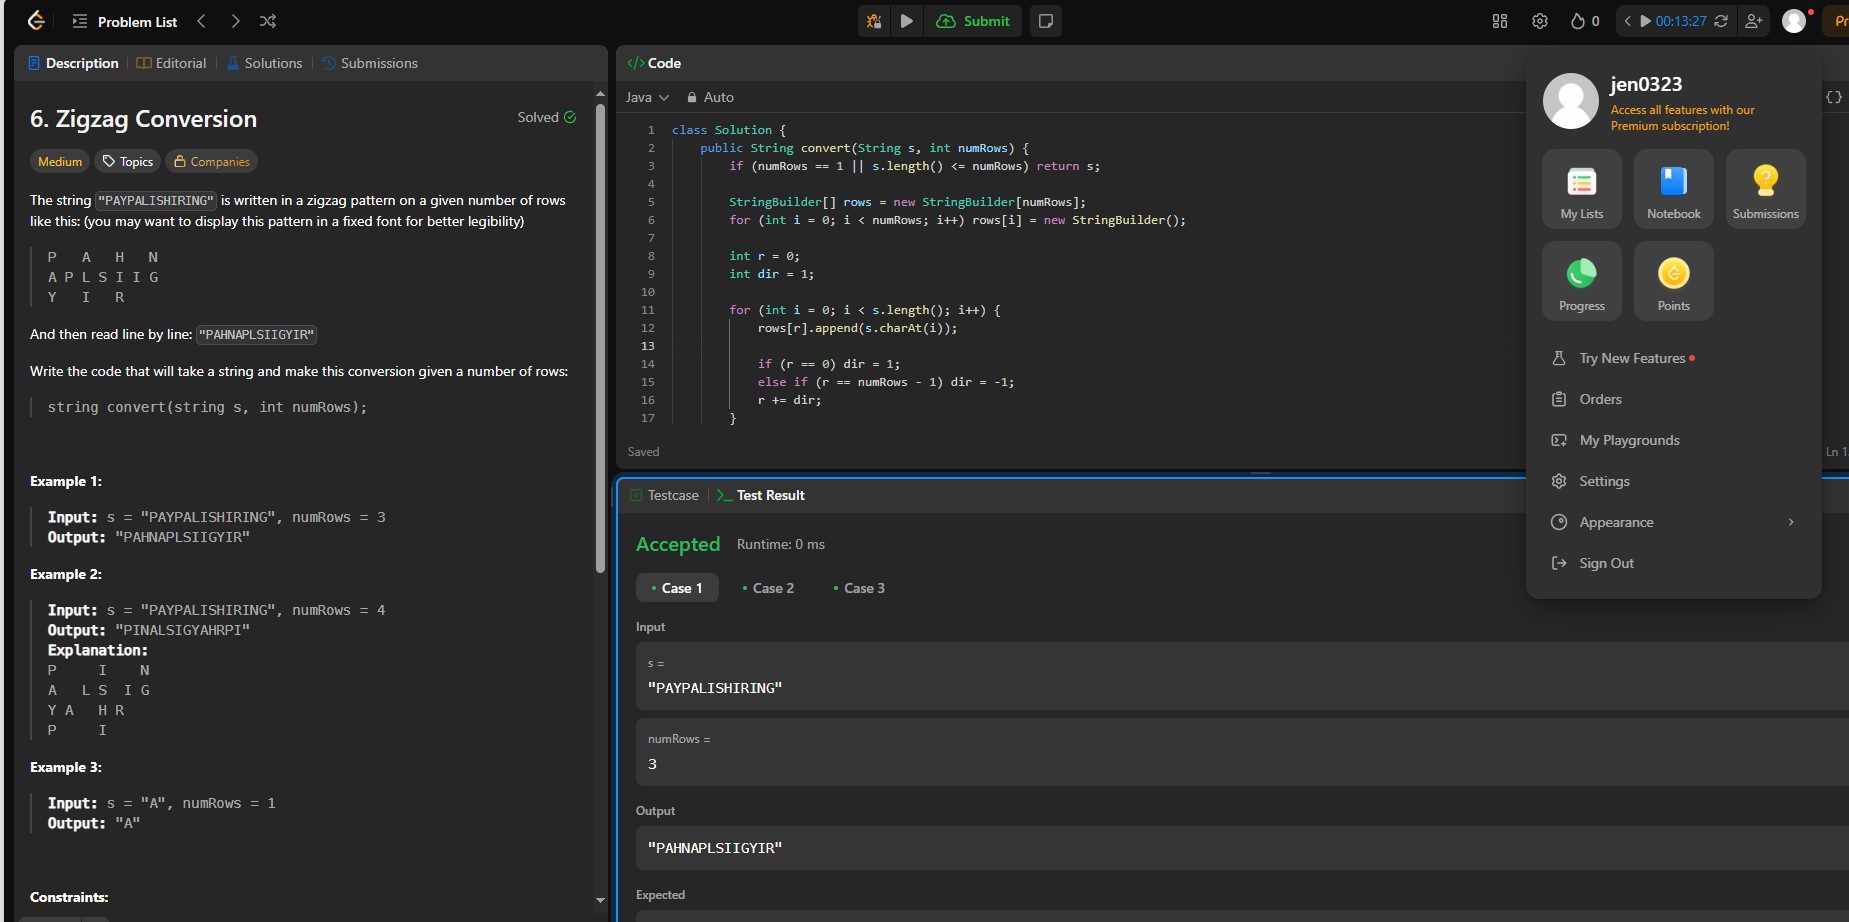 Problem List
Submit
0
00:13:27
Description
Editorial
Solutions
Submissions
6. Zigzag Conversion
Solved
Medium
Topics
Companies
The string "PAYPALISHIRING" is written in a zigzag pattern on a given number of rows
like this: (you may want to display this pattern in a fixed font for better legibility)
P   A   H   N
A P L S I I G
Y   I   R
And then read line by line: "PAHNAPLSIIGYIR"
Write the code that will take a string and make this conversion given a number of rows:
string convert(string s, int numRows);
Example 1:
Input: s = "PAYPALISHIRING", numRows = 3
Output: "PAHNAPLSIIGYIR"
Example 2:
Input: s = "PAYPALISHIRING", numRows = 4
Output: "PINALSIGYAHRPI"
Explanation:
P     I    N
A   L S  I G
Y A   H R
P     I
Example 3:
Input: s = "A", numRows = 1
Output: "A"
Constraints:
</> Code
Java
Auto
{}
1 class Solution {
2     public String convert(String s, int numRows) {
3         if (numRows == 1 || s.length() <= numRows) return s;
4
5         StringBuilder[] rows = new StringBuilder[numRows];
6         for (int i = 0; i < numRows; i++) rows[i] = new StringBuilder();
7
8         int r = 0;
9         int dir = 1;
10
11         for (int i = 0; i < s.length(); i++) {
12             rows[r].append(s.charAt(i));
13
14             if (r == 0) dir = 1;
15             else if (r == numRows - 1) dir = -1;
16             r += dir;
17         }
Saved
Testcase
Test Result
Accepted
Runtime: 0 ms
Case 1
Case 2
Case 3
Input
s =
"PAYPALISHIRING"
numRows =
3
Output
"PAHNAPLSIIGYIR"
Expected
jen0323
Access all features with our
Premium subscription!
My Lists
Notebook
Submissions
Progress
Points
Try New Features
Orders
My Playgrounds
Settings
Appearance
Sign Out